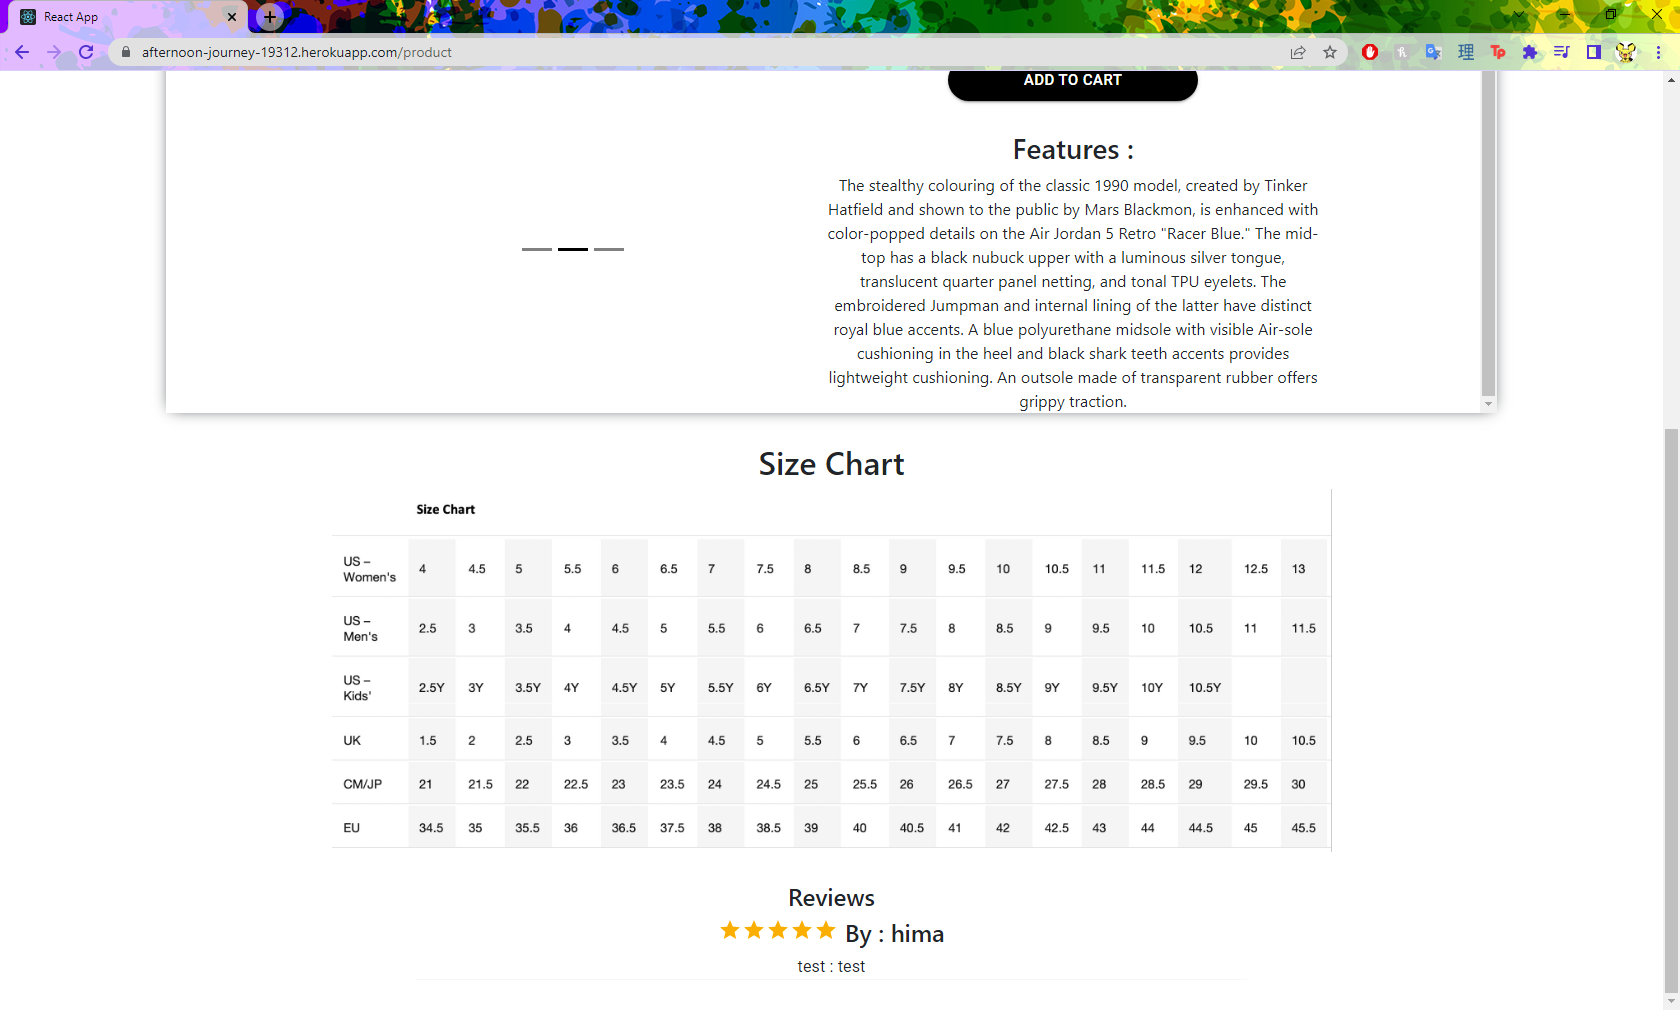 React App
afternoon-journey-19312.herokuapp.com/product
ADD TO CART
Features :
The stealthy colouring of the classic 1990 model, created by Tinker
Hatfield and shown to the public by Mars Blackmon, is enhanced with
color-popped details on the Air Jordan 5 Retro "Racer Blue." The mid-
top has a black nubuck upper with a luminous silver tongue,
translucent quarter panel netting, and tonal TPU eyelets. The
embroidered Jumpman and internal lining of the latter have distinct
royal blue accents. A blue polyurethane midsole with visible Air-sole
cushioning in the heel and black shark teeth accents provides
lightweight cushioning. An outsole made of transparent rubber offers
grippy traction.
Size Chart
Size Chart
US –
Women's 4 4.5 5 5.5 6 6.5 7 7.5 8 8.5 9 9.5 10 10.5 11 11.5 12 12.5 13
US –
Men's 2.5 3 3.5 4 4.5 5 5.5 6 6.5 7 7.5 8 8.5 9 9.5 10 10.5 11 11.5
US –
Kids' 2.5Y 3Y 3.5Y 4Y 4.5Y 5Y 5.5Y 6Y 6.5Y 7Y 7.5Y 8Y 8.5Y 9Y 9.5Y 10Y 10.5Y
UK 1.5 2 2.5 3 3.5 4 4.5 5 5.5 6 6.5 7 7.5 8 8.5 9 9.5 10 10.5
CM/JP 21 21.5 22 22.5 23 23.5 24 24.5 25 25.5 26 26.5 27 27.5 28 28.5 29 29.5 30
EU 34.5 35 35.5 36 36.5 37.5 38 38.5 39 40 40.5 41 42 42.5 43 44 44.5 45 45.5
Reviews
By : hima
test : test